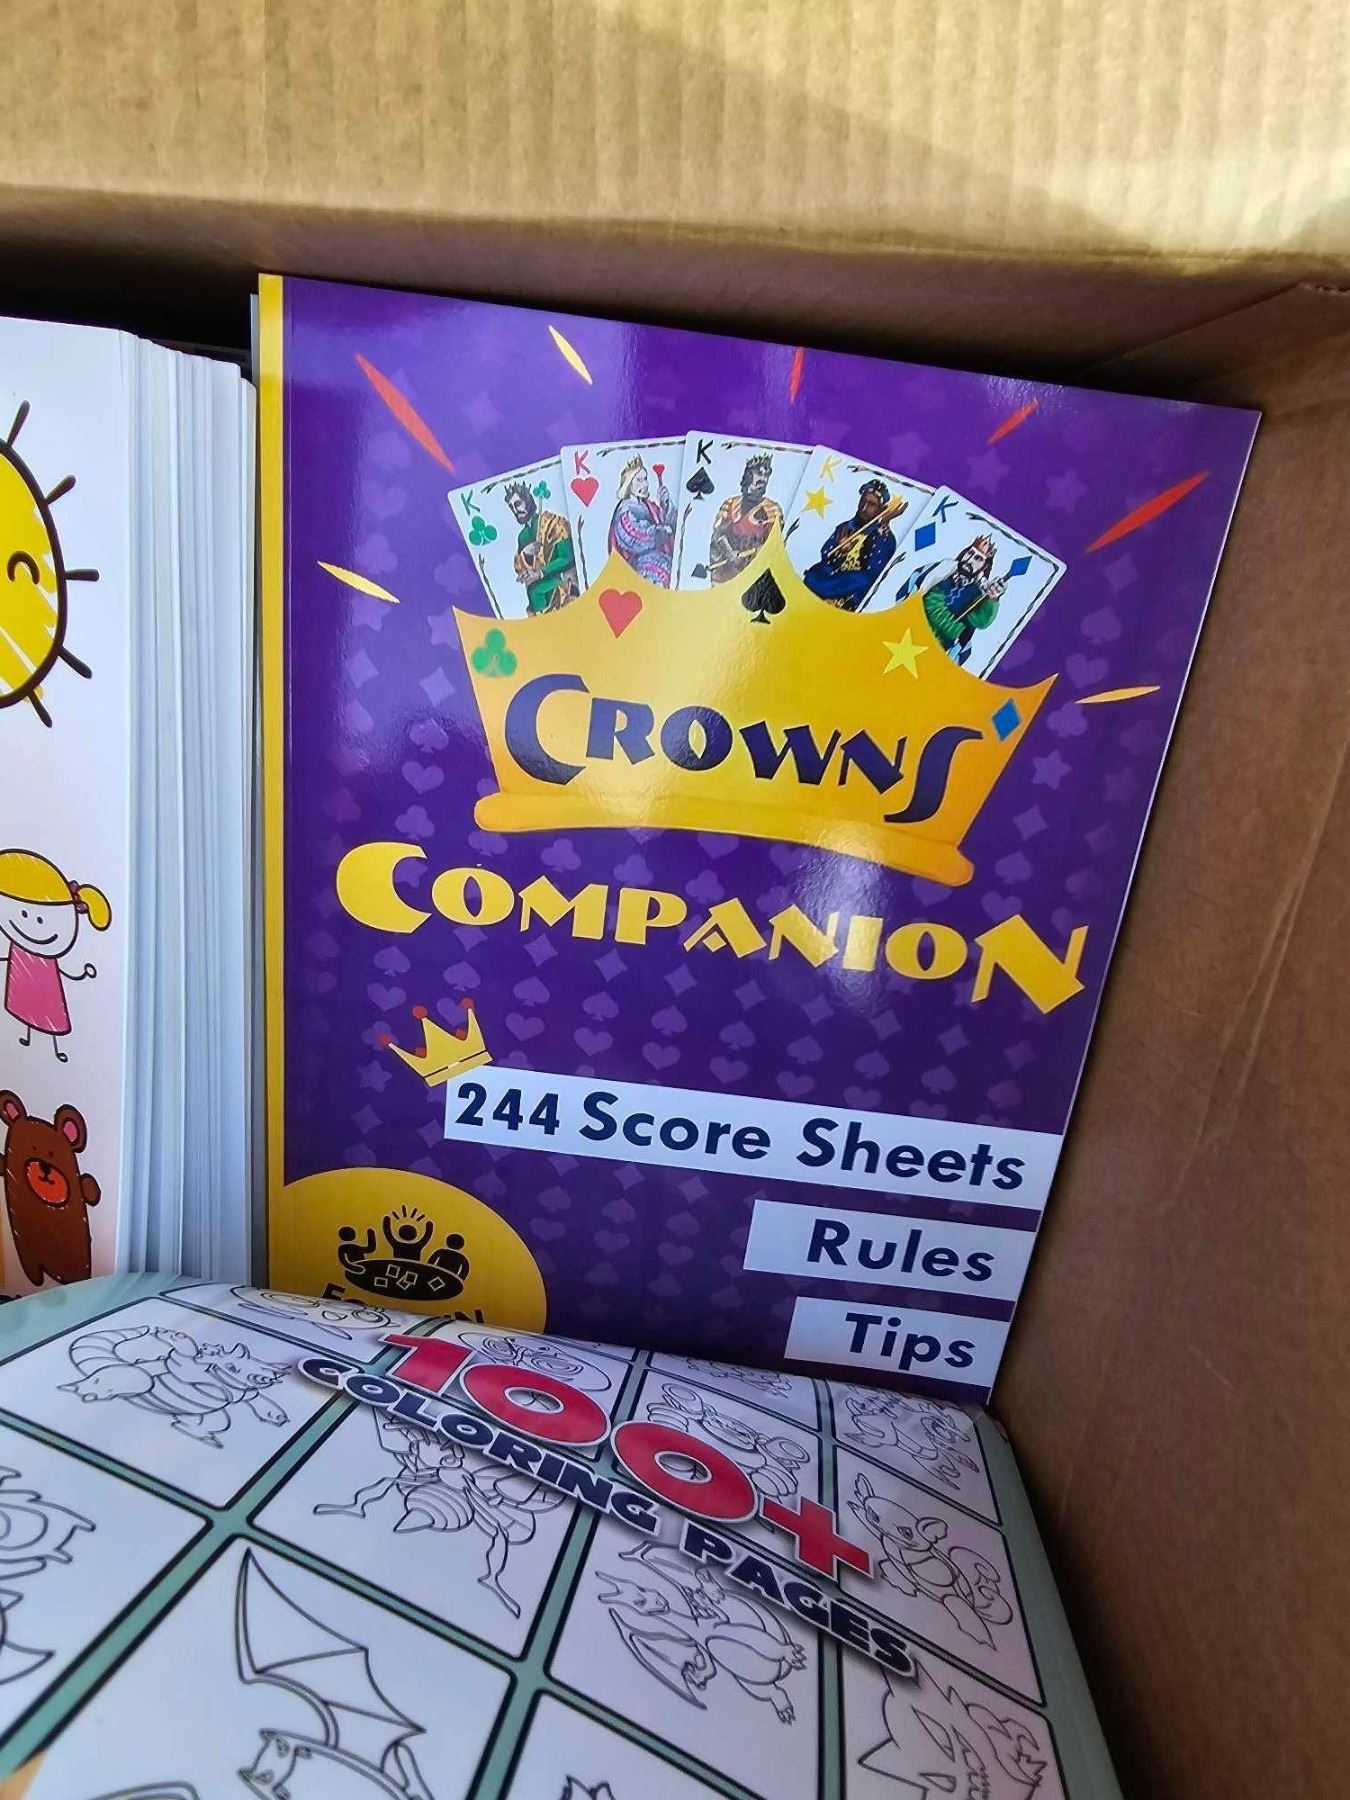 K
K
K
K
K
CROWNS
COMPANION
244 Score Sheets
Rules
Tips
100+
COLORING PAGES